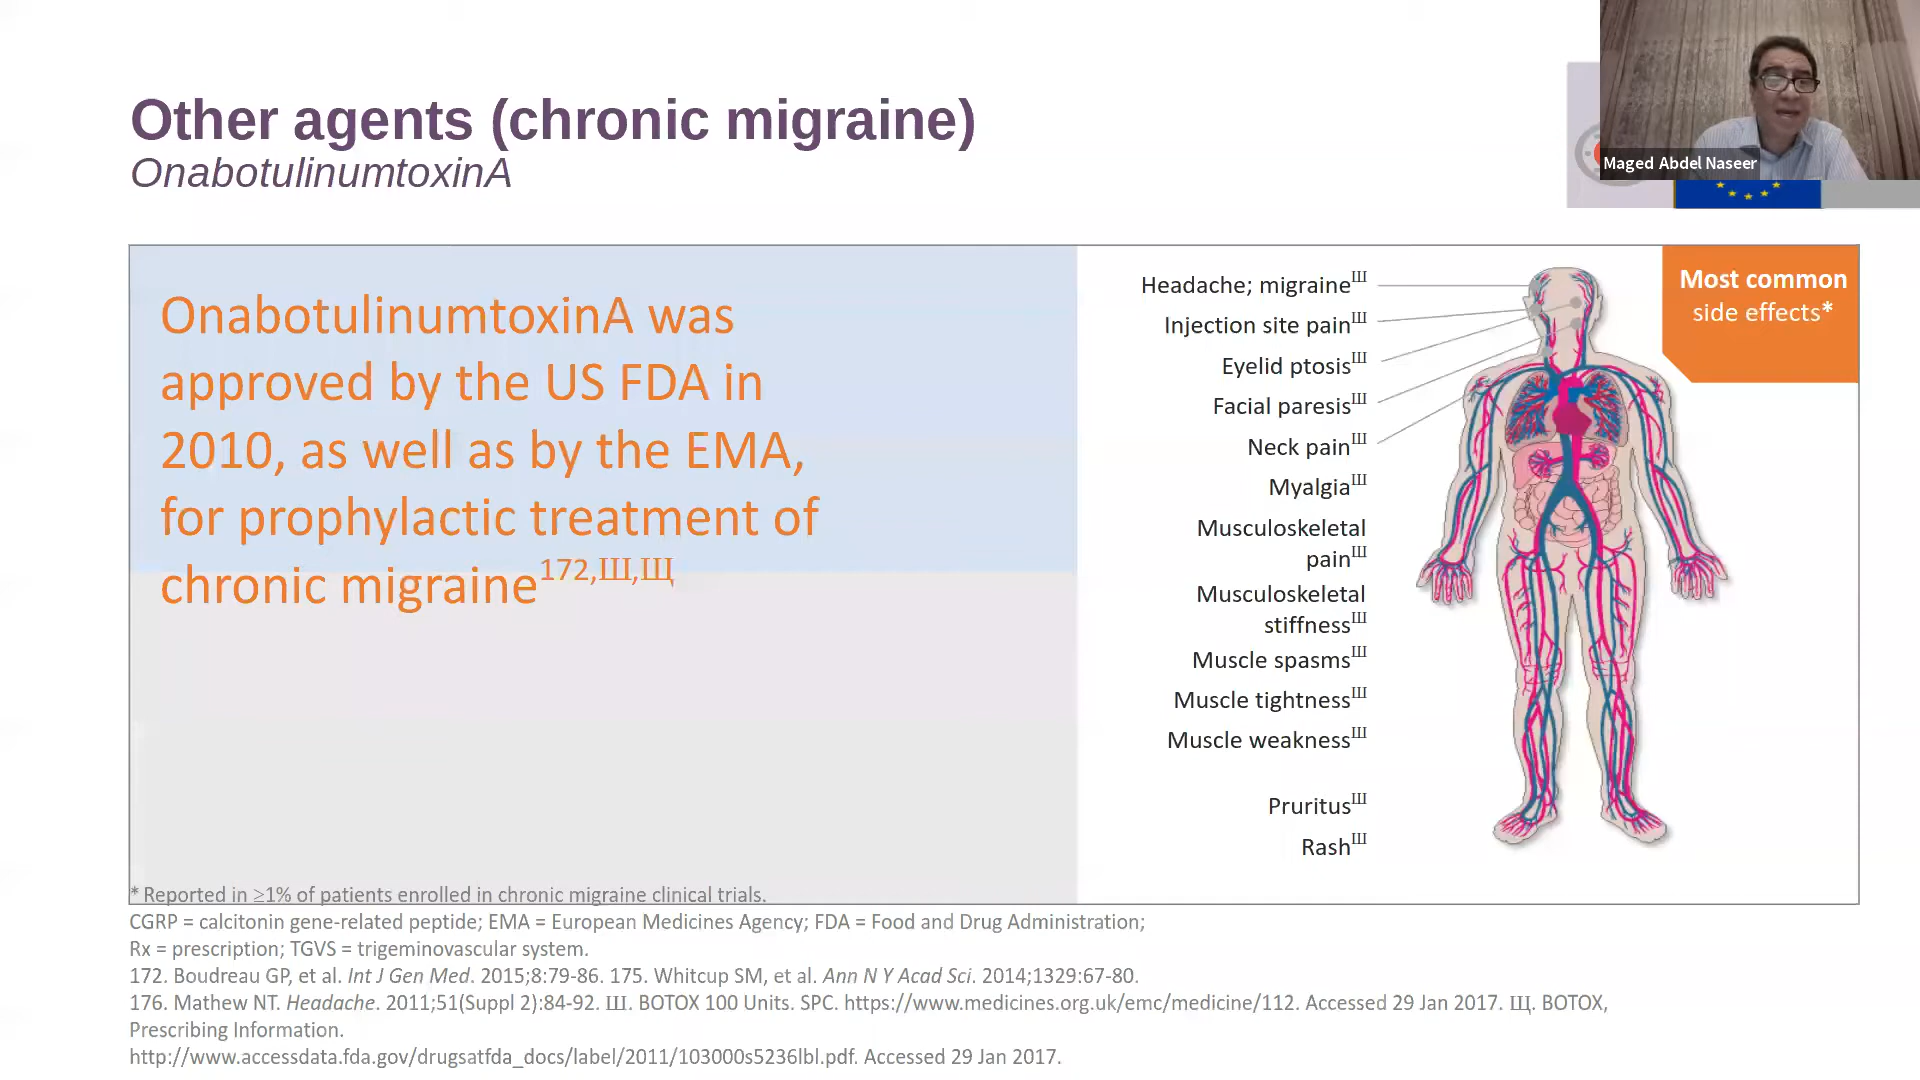 Other agents (chronic migraine)
OnabotulinumtoxinA
Maged Abdel Naseer
OnabotulinumtoxinA was
approved by the US FDA in
2010, as well as by the EMA,
for prophylactic treatment of
chronic migraine172,Ш,Щ
Most common
side effects*
Headache; migraineШ
Injection site painШ
Eyelid ptosisШ
Facial paresisШ
Neck painШ
MyalgiaШ
Musculoskeletal
painШ
Musculoskeletal
stiffnessШ
Muscle spasmsШ
Muscle tightnessШ
Muscle weaknessШ
PruritusШ
RashШ
* Reported in ≥1% of patients enrolled in chronic migraine clinical trials.
CGRP = calcitonin gene-related peptide; EMA = European Medicines Agency; FDA = Food and Drug Administration;
Rx = prescription; TGVS = trigeminovascular system.
172. Boudreau GP, et al. Int J Gen Med. 2015;8:79-86. 175. Whitcup SM, et al. Ann N Y Acad Sci. 2014;1329:67-80.
176. Mathew NT. Headache. 2011;51(Suppl 2):84-92. Ш. BOTOX 100 Units. SPC. https://www.medicines.org.uk/emc/medicine/112. Accessed 29 Jan 2017. Щ. BOTOX,
Prescribing Information.
http://www.accessdata.fda.gov/drugsatfda_docs/label/2011/103000s5236lbl.pdf. Accessed 29 Jan 2017.